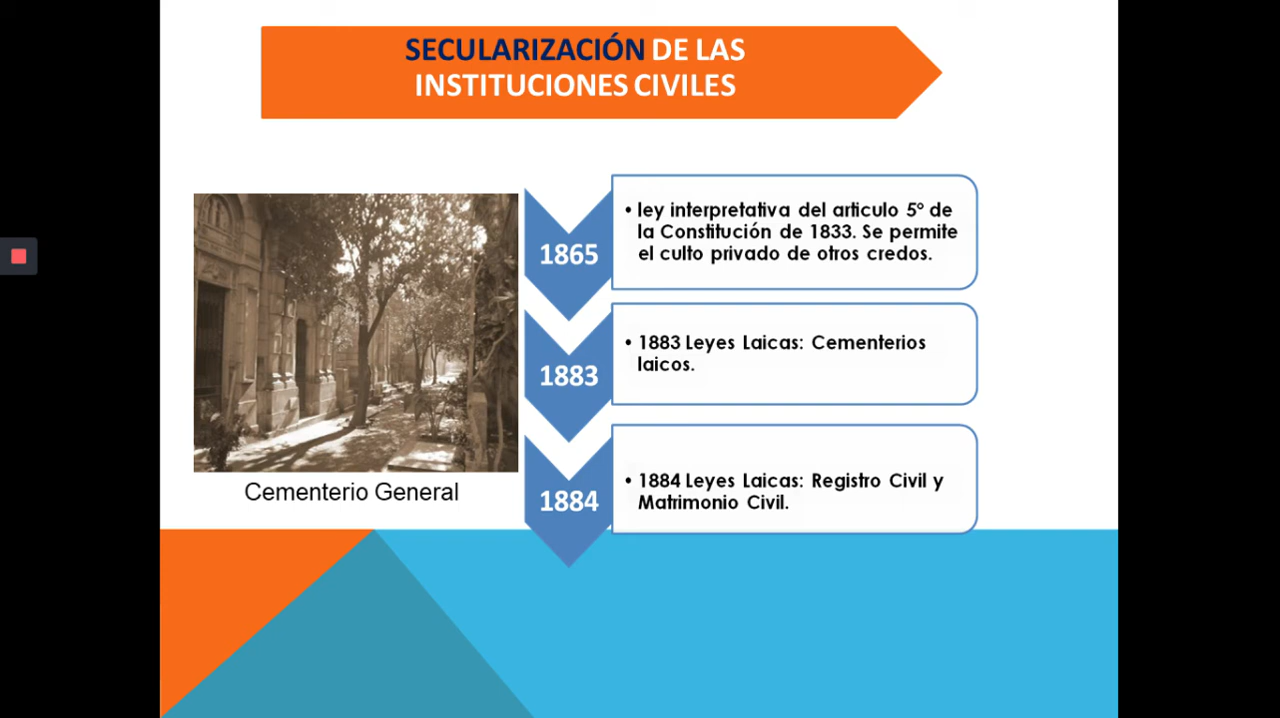 SECULARIZACIÓN DE LAS
INSTITUCIONES CIVILES
1865
• ley interpretativa del articulo 5° de
la Constitución de 1833. Se permite
el culto privado de otros credos.
1883
• 1883 Leyes Laicas: Cementerios
laicos.
1884
• 1884 Leyes Laicas: Registro Civil y
Matrimonio Civil.
Cementerio General